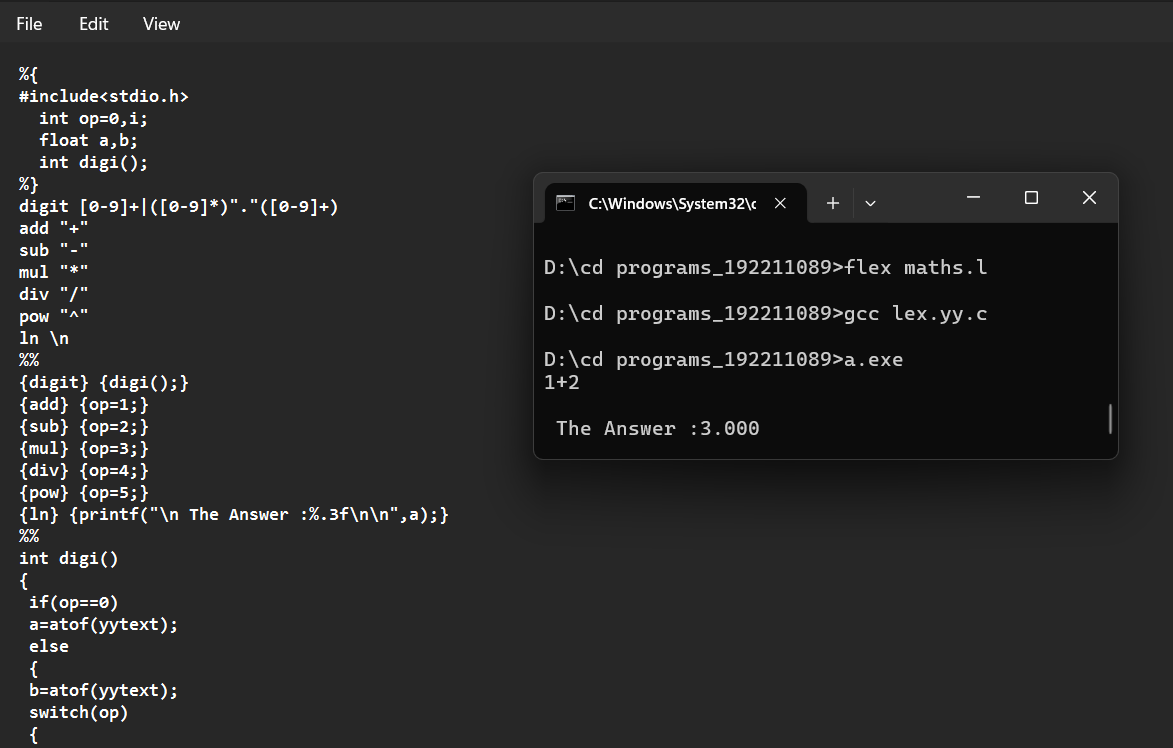 File Edit View
%{
#include<stdio.h>
  int op=0,i;
  float a,b;
  int digi();
%}
digit [0-9]+|([0-9]*)"."([0-9]+)
add "+"
sub "-"
mul "*"
div "/"
pow "^"
ln \n
%%
{digit} {digi();}
{add} {op=1;}
{sub} {op=2;}
{mul} {op=3;}
{div} {op=4;}
{pow} {op=5;}
{ln} {printf("\n The Answer :%.3f\n\n",a);}
%%
int digi()
{
 if(op==0)
 a=atof(yytext);
 else
 {
 b=atof(yytext);
 switch(op)
 {
C:\Windows\System32\c
D:\cd programs_192211089>flex maths.l
D:\cd programs_192211089>gcc lex.yy.c
D:\cd programs_192211089>a.exe
1+2
 The Answer :3.000